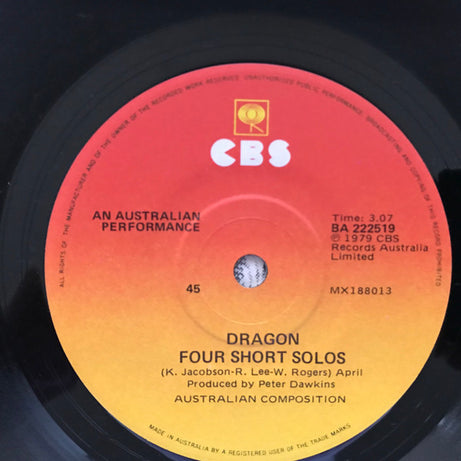 ALL RIGHTS OF THE MANUFACTURER AND OF THE OWNER OF THE RECORDED WORK RESERVED. UNAUTHORISED PUBLIC PERFORMANCE, BROADCASTING AND COPYING OF THIS RECORD PROHIBITED
CBS
AN AUSTRALIAN
PERFORMANCE
Time: 3.07
BA 222519
℗ 1979 CBS
Records Australia
Limited
45
MX188013
DRAGON
FOUR SHORT SOLOS
(K. Jacobson-R. Lee-W. Rogers) April
Produced by Peter Dawkins
AUSTRALIAN COMPOSITION
MADE IN AUSTRALIA BY A REGISTERED USER OF THE TRADE MARKS